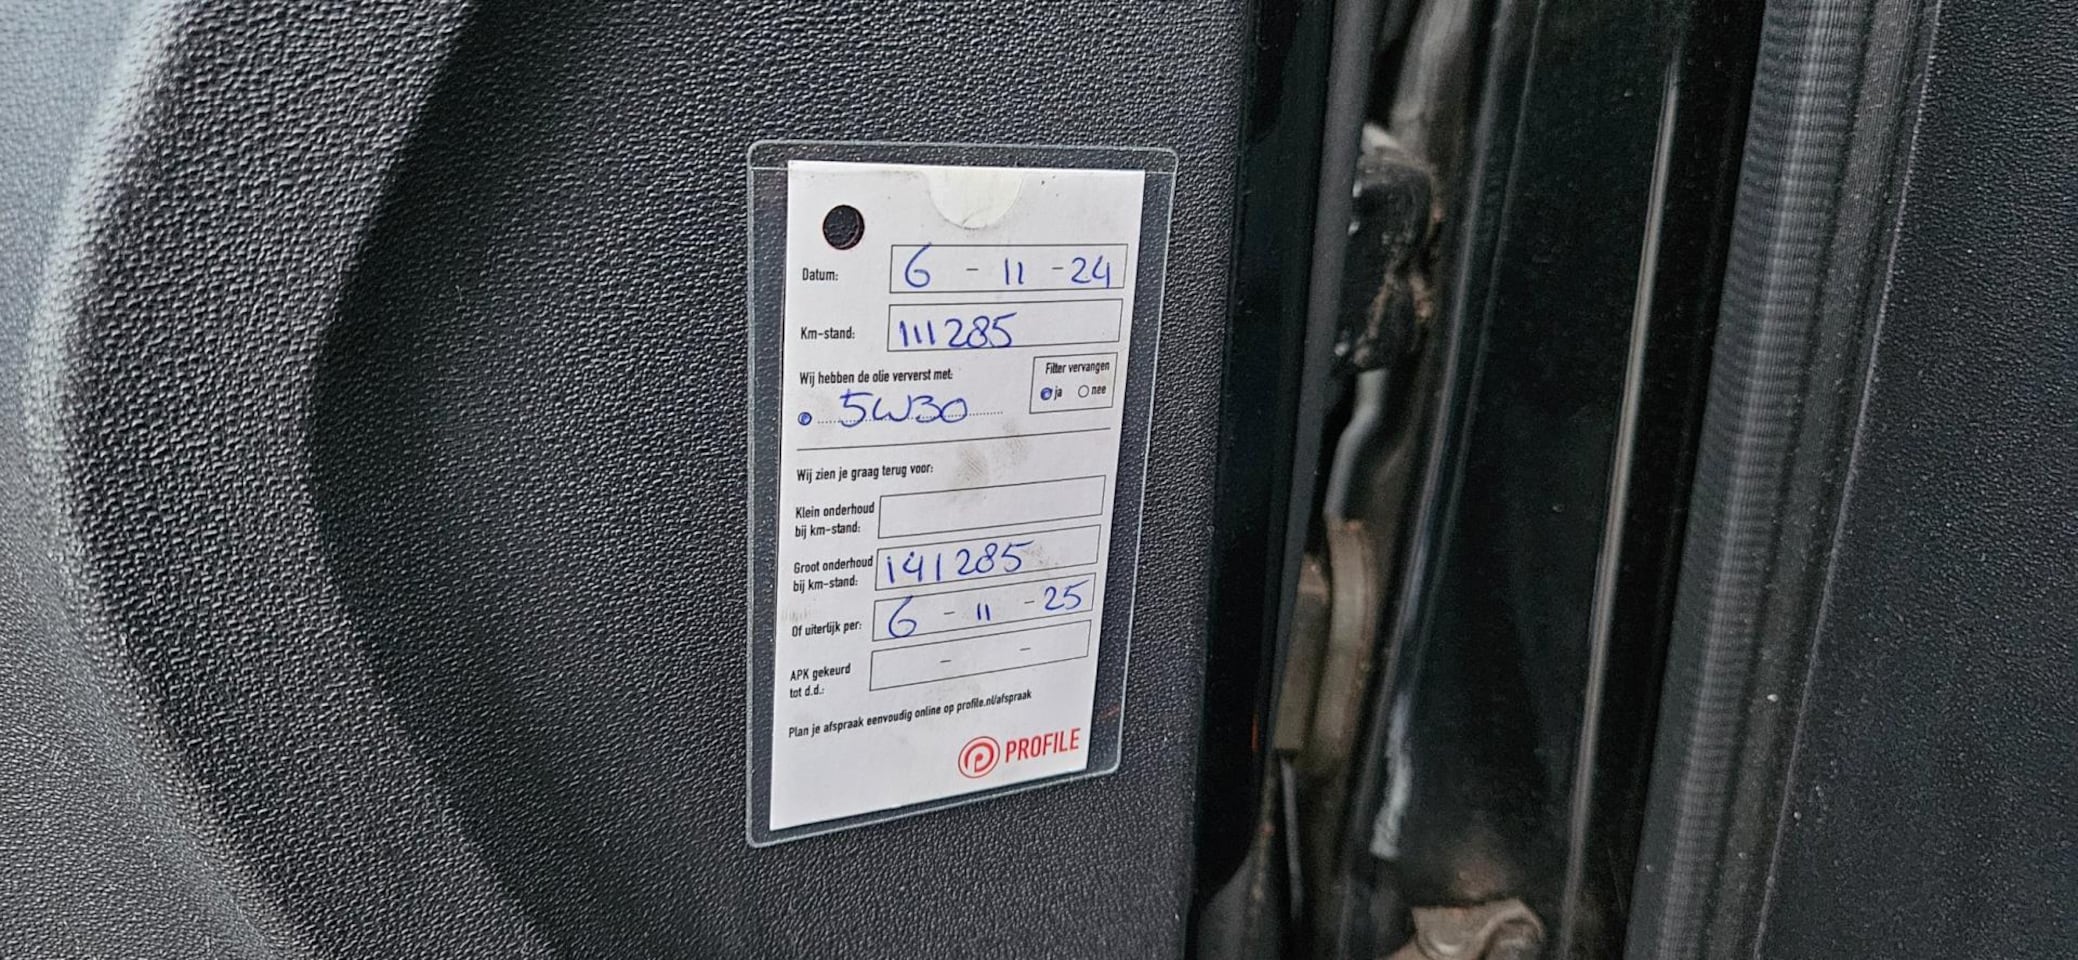 Datum: 6 - 11 - 24
Km-stand: 111285
Wij hebben de olie ververst met:
Filter vervangen
ja nee
5W30
Wij zien je graag terug voor:
Klein onderhoud
bij km-stand:
Groot onderhoud
bij km-stand: 141285
Of uiterlijk per: 6 - 11 - 25
APK gekeurd
tot d.d.: - -
Plan je afspraak eenvoudig online op profile.nl/afspraak
PROFILE